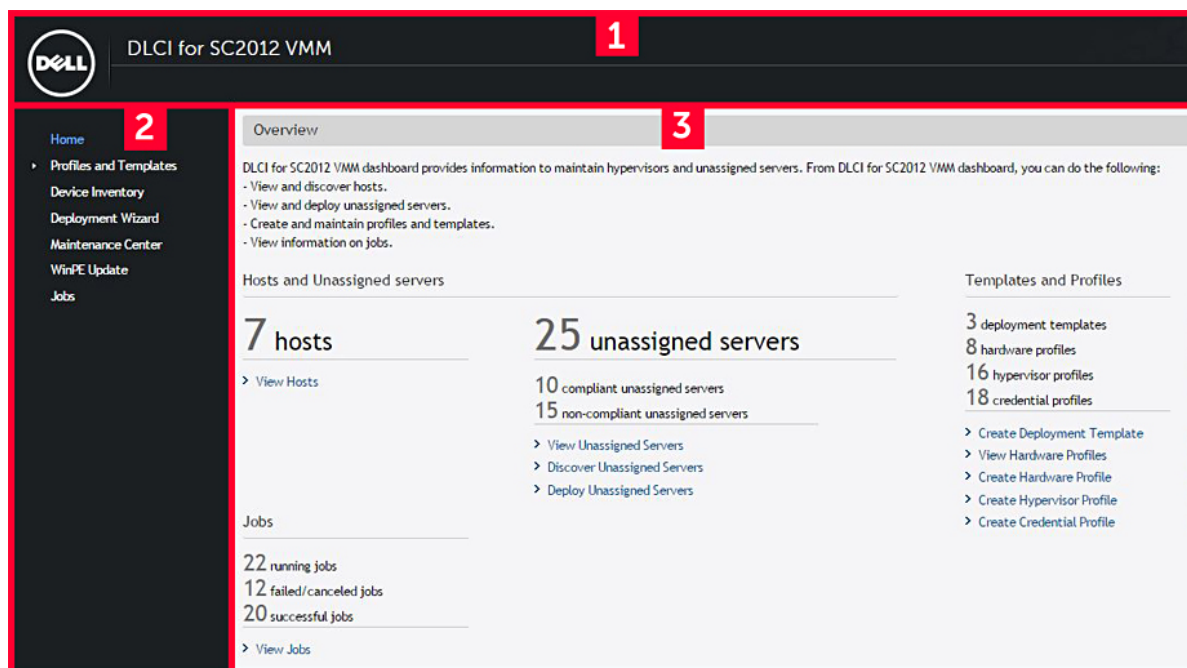 1
DELL
DLCI for SC2012 VMM
2
Home
Profiles and Templates
Device Inventory
Deployment Wizard
Maintenance Center
WinPE Update
Jobs
3
Overview
DLCI for SC2012 VMM dashboard provides information to maintain hypervisors and unassigned servers. From DLCI for SC2012 VMM dashboard, you can do the following:
- View and discover hosts.
- View and deploy unassigned servers.
- Create and maintain profiles and templates.
- View information on jobs.
Hosts and Unassigned servers
7 hosts
View Hosts
25 unassigned servers
10 compliant unassigned servers
15 non-compliant unassigned servers
View Unassigned Servers
Discover Unassigned Servers
Deploy Unassigned Servers
Templates and Profiles
3 deployment templates
8 hardware profiles
16 hypervisor profiles
18 credential profiles
Create Deployment Template
View Hardware Profiles
Create Hardware Profile
Create Hypervisor Profile
Create Credential Profile
Jobs
22 running jobs
12 failed/canceled jobs
20 successful jobs
View Jobs